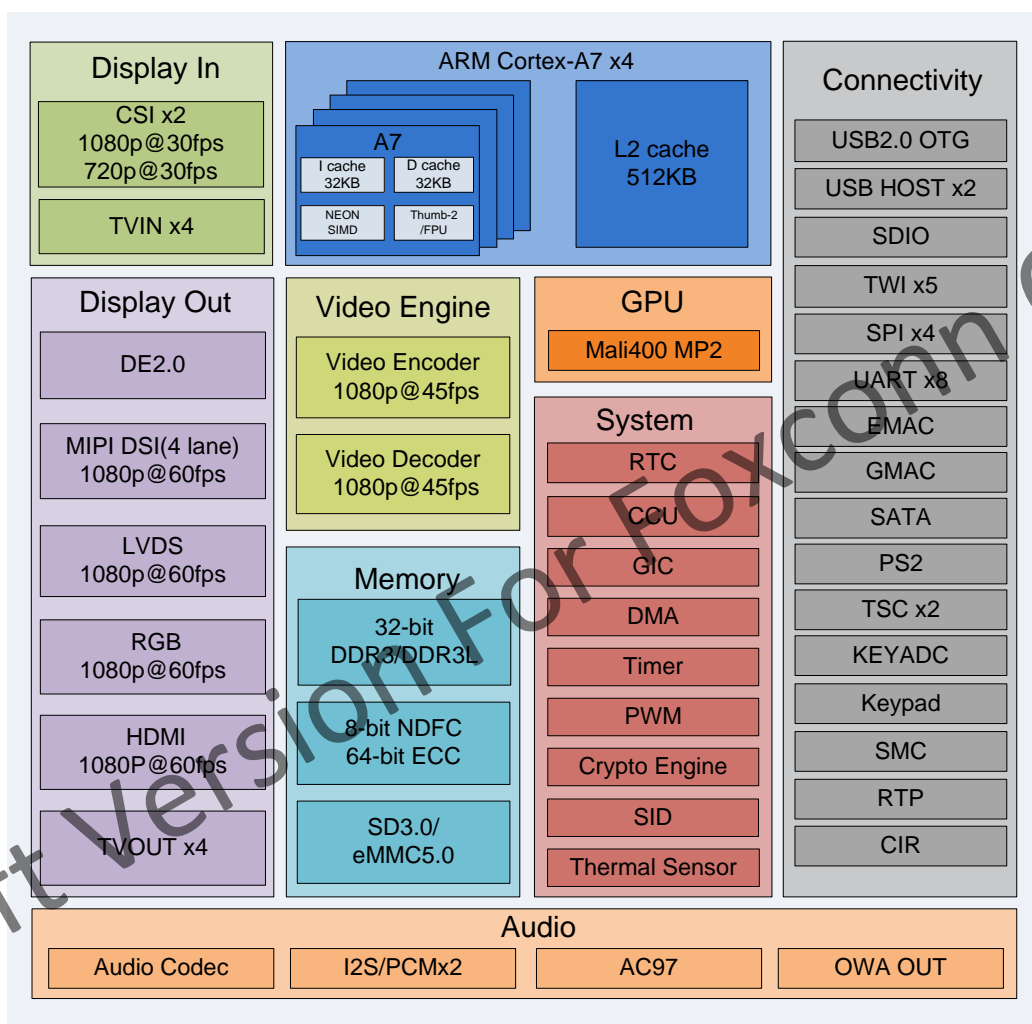 Display In
CSI x2
1080p@30fps
720p@30fps
TVIN x4
ARM Cortex-A7 x4
A7
I cache
32KB
D cache
32KB
NEON
SIMD
Thumb-2
/FPU
L2 cache
512KB
Connectivity
USB2.0 OTG
USB HOST x2
SDIO
TWI x5
SPI x4
UART x8
EMAC
GMAC
SATA
PS2
TSC x2
KEYADC
Keypad
SMC
RTP
CIR
Display Out
DE2.0
MIPI DSI(4 lane)
1080p@60fps
LVDS
1080p@60fps
RGB
1080p@60fps
HDMI
1080P@60fps
TVOUT x4
Video Engine
Video Encoder
1080p@45fps
Video Decoder
1080p@45fps
Memory
32-bit
DDR3/DDR3L
8-bit NDFC
64-bit ECC
SD3.0/
eMMC5.0
GPU
Mali400 MP2
System
RTC
CCU
GIC
DMA
Timer
PWM
Crypto Engine
SID
Thermal Sensor
Audio
Audio Codec
I2S/PCMx2
AC97
OWA OUT
Version For Foxconn